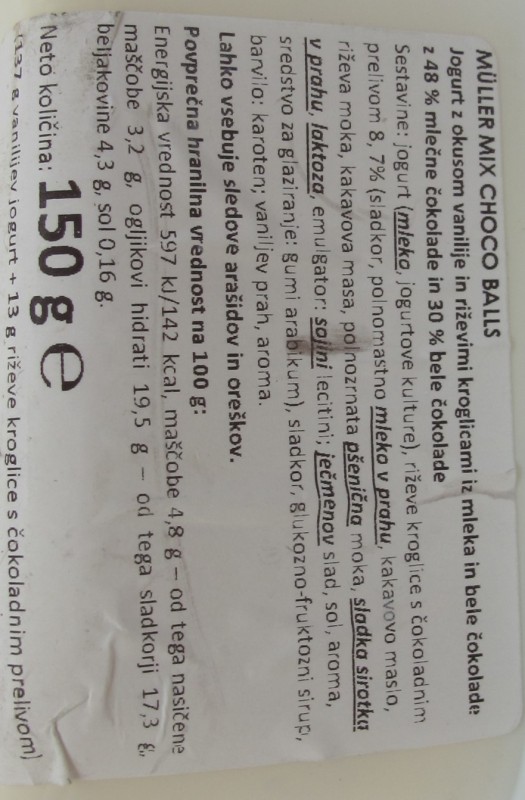 MÜLLER MIX CHOCO BALLS
Jogurt z okusom vanilije in riževimi kroglicami iz mleka in bele čokolade
z 48 % mlečne čokolade in 30 % bele čokolade
Sestavine: jogurt (mleka, jogurtove kulture), riževe kroglice s čokoladnim
prelivom 8, 7% (sladkor, polnomastno mleko v prahu, kakavovo maslo,
riževa moka, kakavova masa, polnozrnata pšenična moka, sladka sirotka
v prahu, laktoza, emulgator: sojini lecitini; ječmenov slad, sol, aroma,
sredstvo za glaziranje: gumi arabikum), sladkor, glukozno-fruktozni sirup,
barvilo: karoten; vaniljev prah, aroma.
Lahko vsebuje sledove arašidov in oreškov.
Povprečna hranilna vrednost na 100 g:
Energijska vrednost 597 kJ/142 kcal, maščobe 4,8 g – od tega nasičene
maščobe 3,2 g, ogljikovi hidrati 19,5 g – od tega sladkorji 17,3 g,
beljakovine 4,3 g, sol 0,16 g.
Neto količina: 150 g e
(137 g vanilijev jogurt + 13 g riževe kroglice s čokoladnim prelivom)